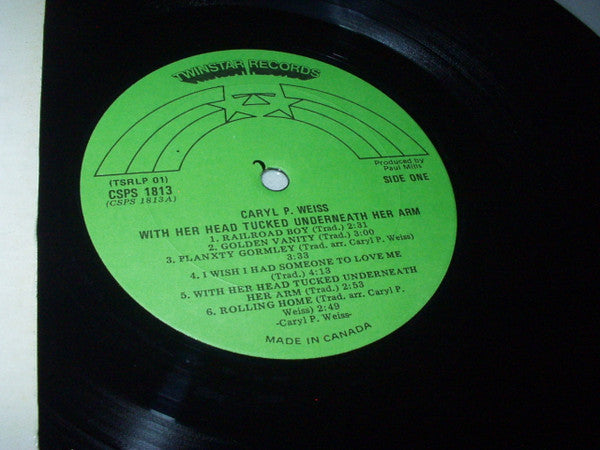 TWINSTAR RECORDS
(TSRLP 01)
CSPS 1813
(CSPS 1813A)
Produced by
Paul Mills
SIDE ONE
CARYL P. WEISS
WITH HER HEAD TUCKED UNDERNEATH HER ARM
1. RAILROAD BOY (Trad.) 2:31
2. GOLDEN VANITY (Trad.) 3:00
3. PLANXTY GORMLEY (Trad. arr. Caryl P. Weiss)
3:33
4. I WISH I HAD SOMEONE TO LOVE ME
(Trad.) 4:13
5. WITH HER HEAD TUCKED UNDERNEATH
HER ARM (Trad.) 2:53
6. ROLLING HOME (Trad. arr. Caryl P.
Weiss) 2:49
-Caryl P. Weiss-
MADE IN CANADA